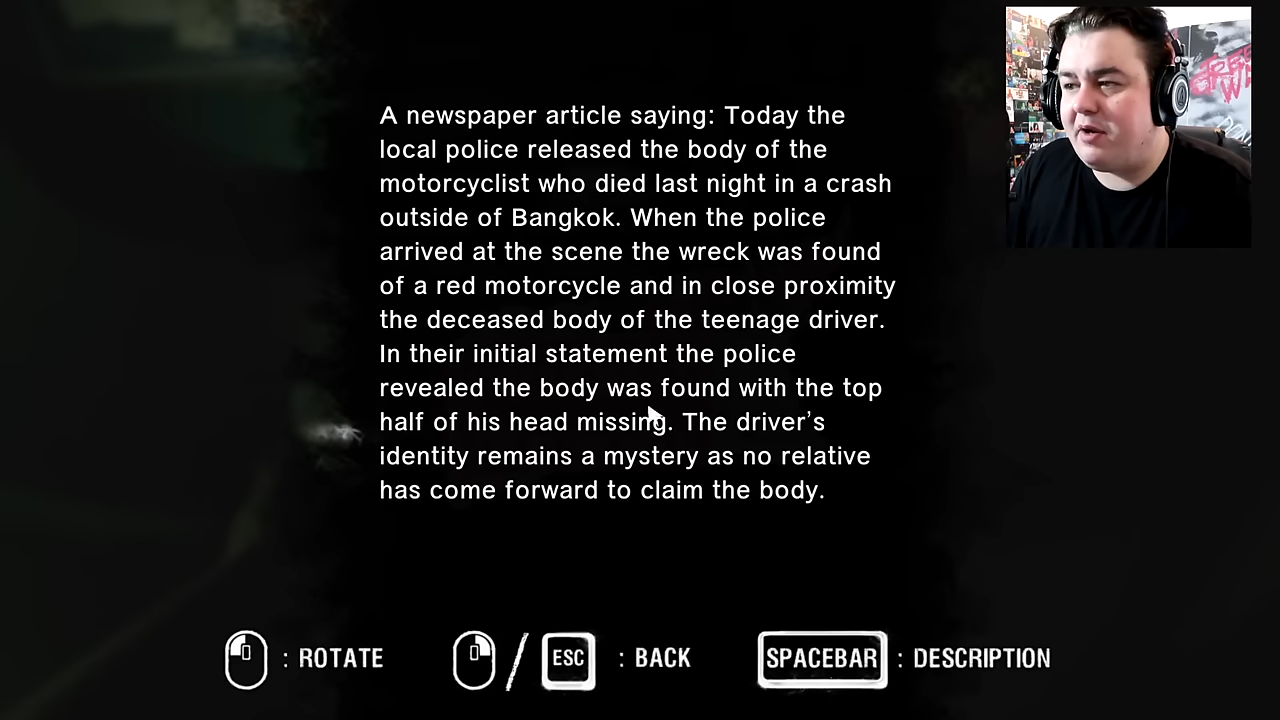 A newspaper article saying: Today the
local police released the body of the
motorcyclist who died last night in a crash
outside of Bangkok. When the police
arrived at the scene the wreck was found
of a red motorcycle and in close proximity
the deceased body of the teenage driver.
In their initial statement the police
revealed the body was found with the top
half of his head missing. The driver’s
identity remains a mystery as no relative
has come forward to claim the body.
: ROTATE / ESC : BACK SPACEBAR : DESCRIPTION